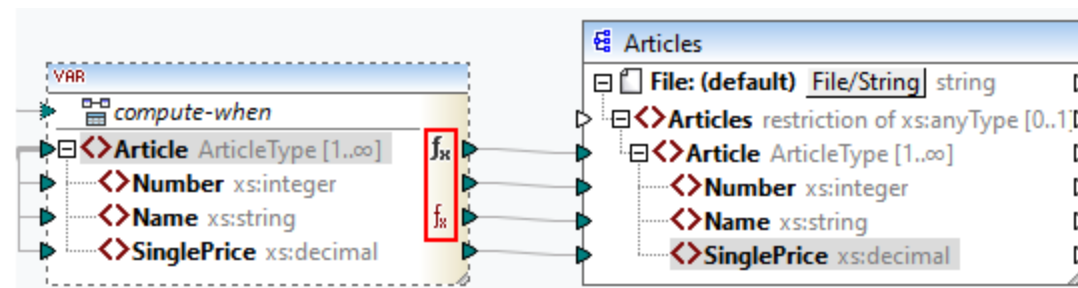 VAR
compute-when
Article ArticleType [1..∞] fx
Number xs:integer
Name xs:string fx
SinglePrice xs:decimal
Articles
File: (default) File/String string
Articles restriction of xs:anyType [0..1]
Article ArticleType [1..∞]
Number xs:integer
Name xs:string
SinglePrice xs:decimal